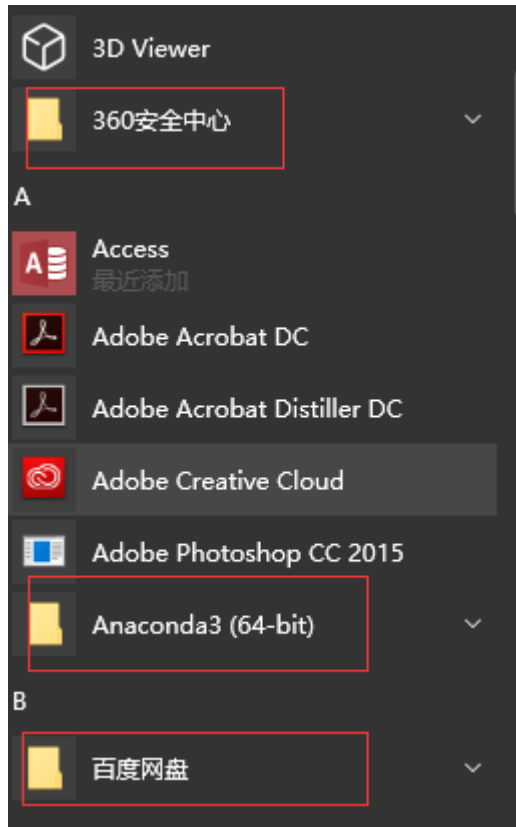 3D Viewer
360安全中心
A
Access
最近添加
Adobe Acrobat DC
Adobe Acrobat Distiller DC
Adobe Creative Cloud
Adobe Photoshop CC 2015
Anaconda3 (64-bit)
B
百度网盘